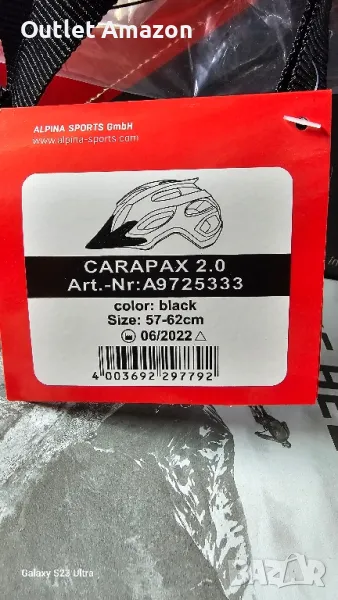 Outlet Amazon
ALPINA SPORTS GmbH
www.alpina-sports.com
CARAPAX 2.0
Art.-Nr:A9725333
color: black
Size: 57-62cm
06/2022
4 003692 297792
Galaxy S23 Ultra
BAZAR